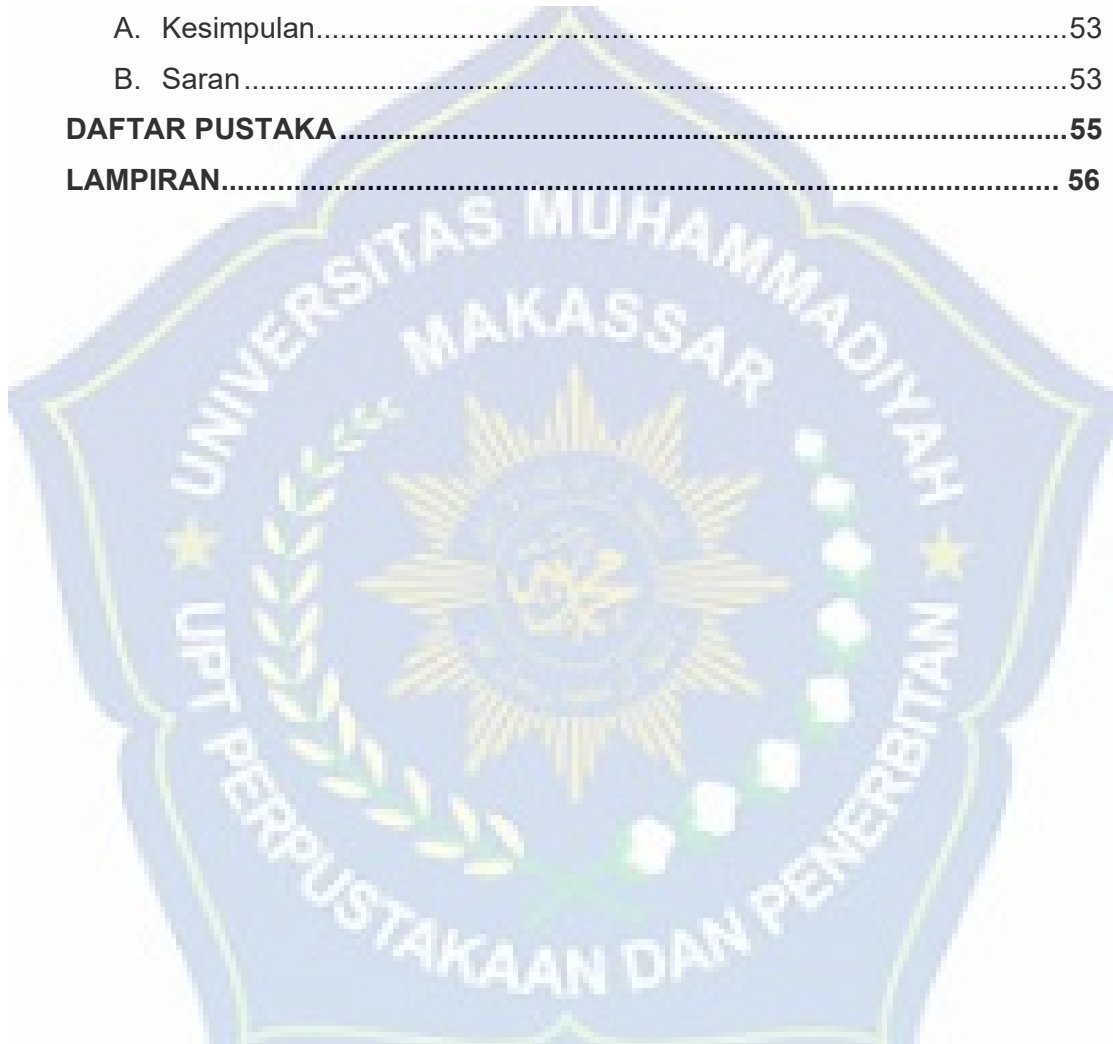 A. Kesimpulan....................................................................................................53
B. Saran..............................................................................................................53
DAFTAR PUSTAKA.............................................................................................55
LAMPIRAN.......................................................................................................... 56
UNIVERSITAS MUHAMMADIYAH
MAKASSAR
UPT PERPUSTAKAAN DAN PENERBITAN